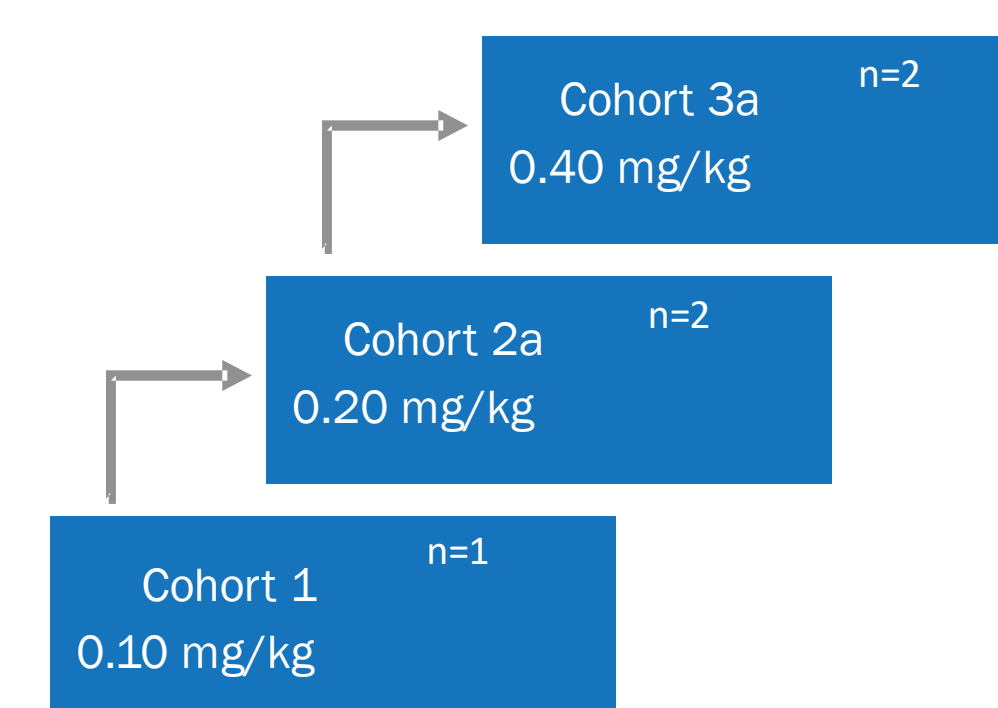 Cohort 3a
n=2
0.40 mg/kg
Cohort 2a
n=2
0.20 mg/kg
Cohort 1
n=1
0.10 mg/kg